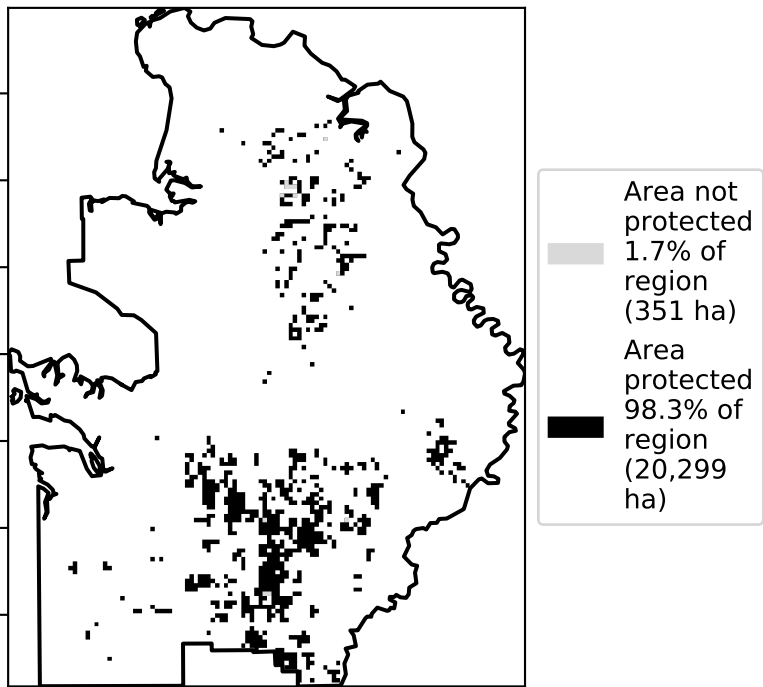 Area not
protected
1.7% of
region
(351 ha)
Area
protected
98.3% of
region
(20,299
ha)